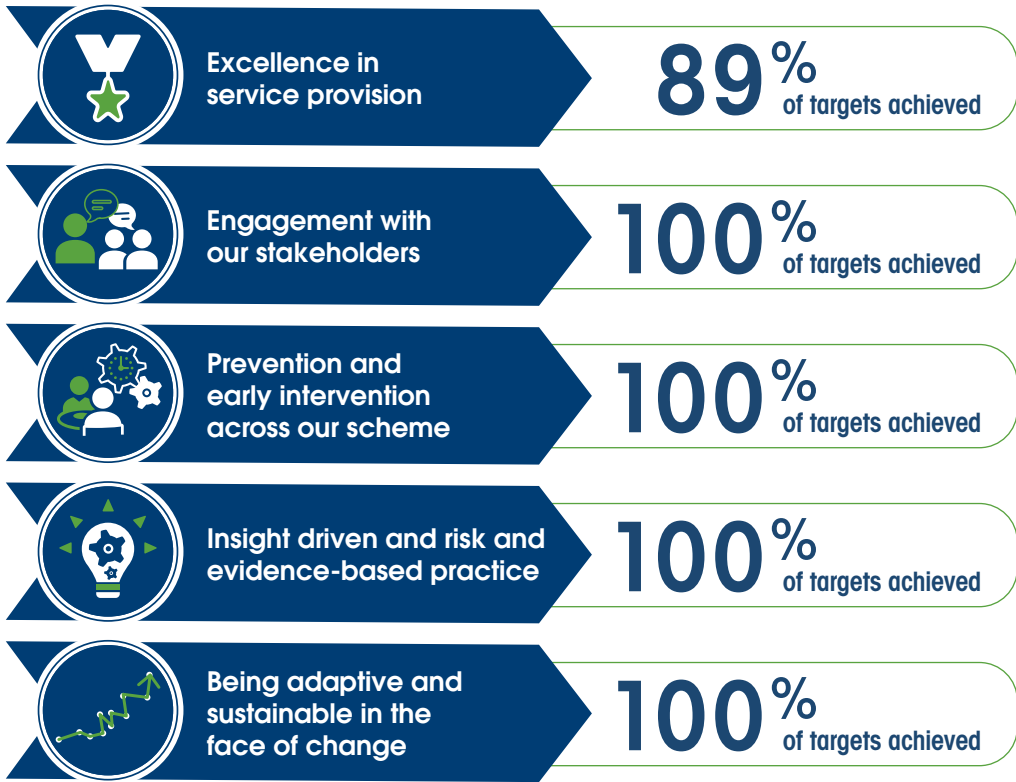 Excellence in
service provision
89%
of targets achieved
Engagement with
our stakeholders
100%
of targets achieved
Prevention and
early intervention
across our scheme
100%
of targets achieved
Insight driven and risk and
evidence-based practice
100%
of targets achieved
Being adaptive and
sustainable in the
face of change
100%
of targets achieved